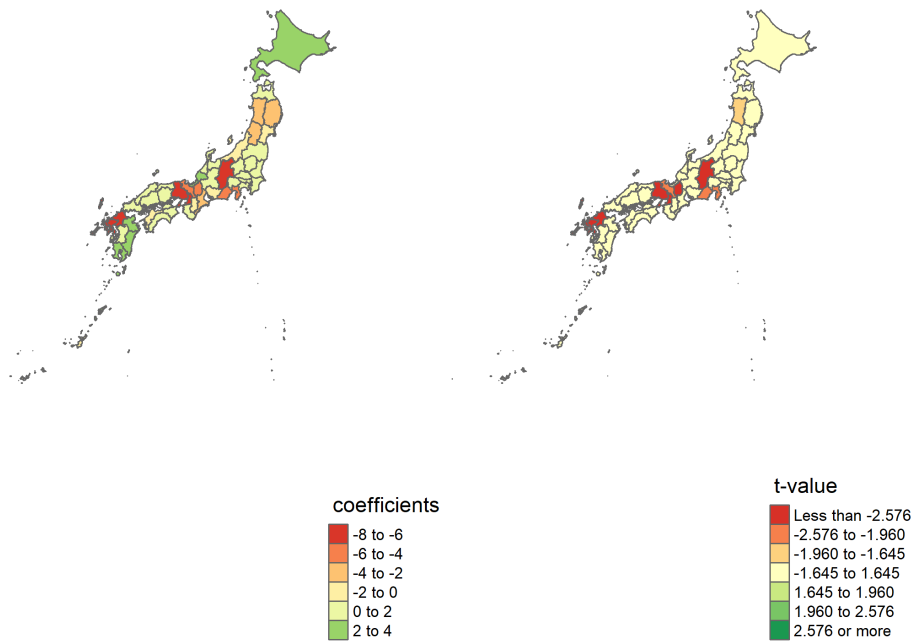 coefficients
-8 to -6
-6 to -4
-4 to -2
-2 to 0
0 to 2
2 to 4
t-value
Less than -2.576
-2.576 to -1.960
-1.960 to -1.645
-1.645 to 1.645
1.645 to 1.960
1.960 to 2.576
2.576 or more